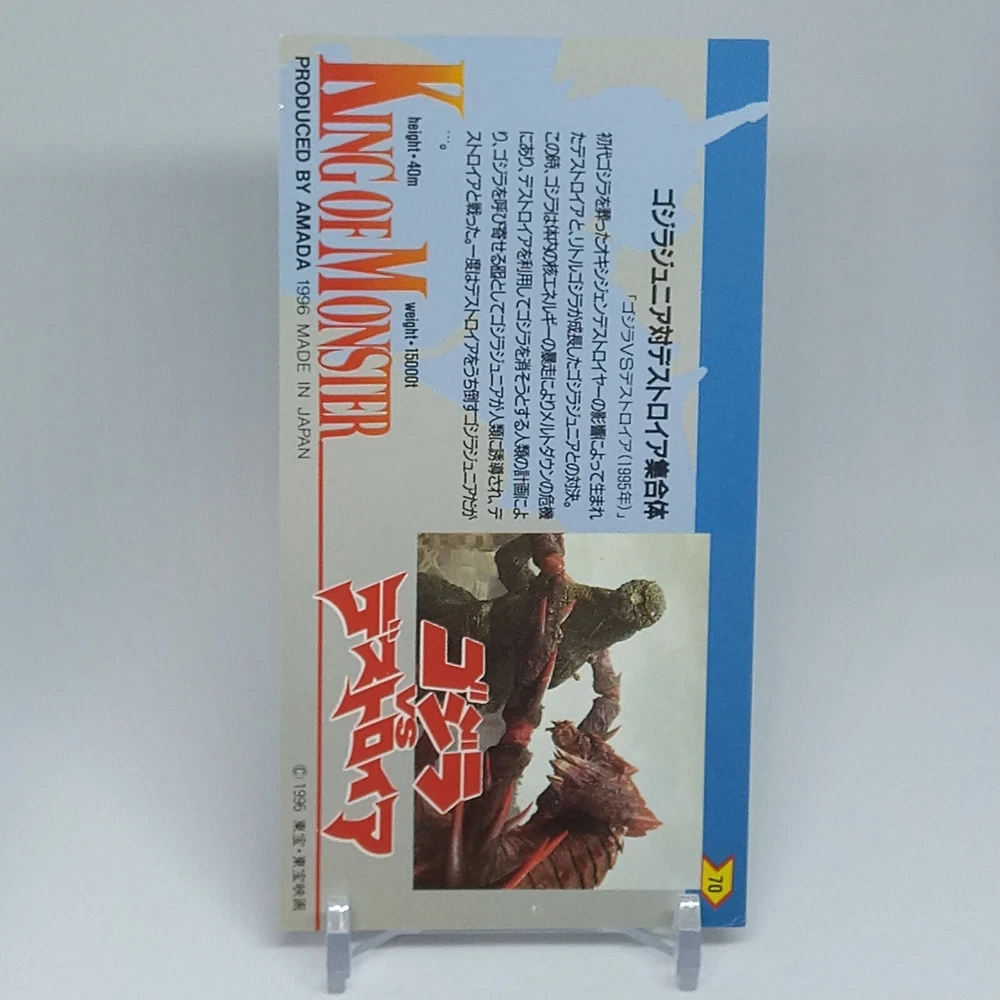 70
ゴジラジュニア対デストロイア集合体
「ゴジラVSデストロイア(1995年)」
初代ゴジラを葬ったオキシジェンデストロイヤーの影響によって生まれ
たデストロイアと、リトルゴジラが成長したゴジラジュニアとの対決。
この時、ゴジラは体内の核エネルギーの暴走によりメルトダウンの危機
にあり、デストロイアを利用してゴジラを消そうとする人類の計画によ
り、ゴジラを呼び寄せる囮としてゴジラジュニアが人類に誘導され、デ
ストロイアと戦った。一度はデストロイアをうち倒すゴジラジュニアだが
…。
height・40m weight・15000t
KING OF MONSTER
PRODUCED BY AMADA 1996 MADE IN JAPAN
ゴジラ
VS
デストロイア
© 1996 東宝・東宝映画